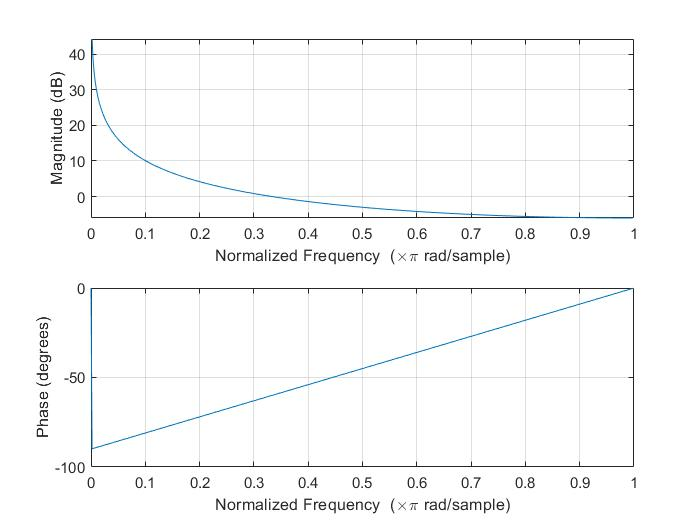 40
30
20
10
0
Magnitude (dB)
0 0.1 0.2 0.3 0.4 0.5 0.6 0.7 0.8 0.9 1
Normalized Frequency (×π rad/sample)
0
-50
-100
Phase (degrees)
0 0.1 0.2 0.3 0.4 0.5 0.6 0.7 0.8 0.9 1
Normalized Frequency (×π rad/sample)